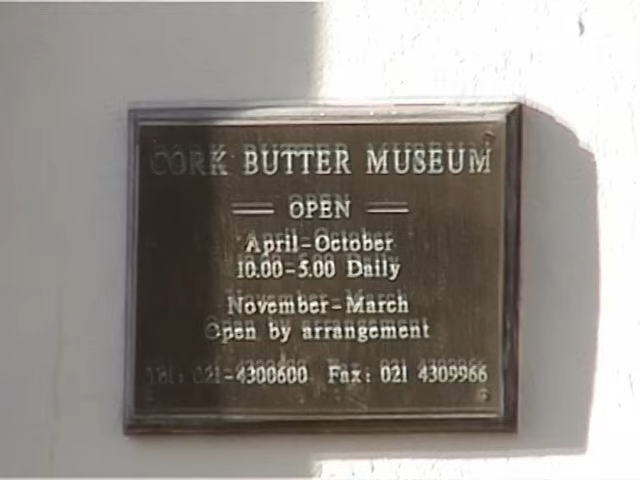 CORK BUTTER MUSEUM
OPEN
April-October
10.00-5.00 Daily
November-March
Open by arrangement
Tel: 021-4300600 Fax: 021 4309966